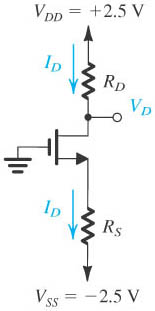 V_DD = +2.5 V
I_D
R_D
V_D
I_D
R_S
V_SS = −2.5 V